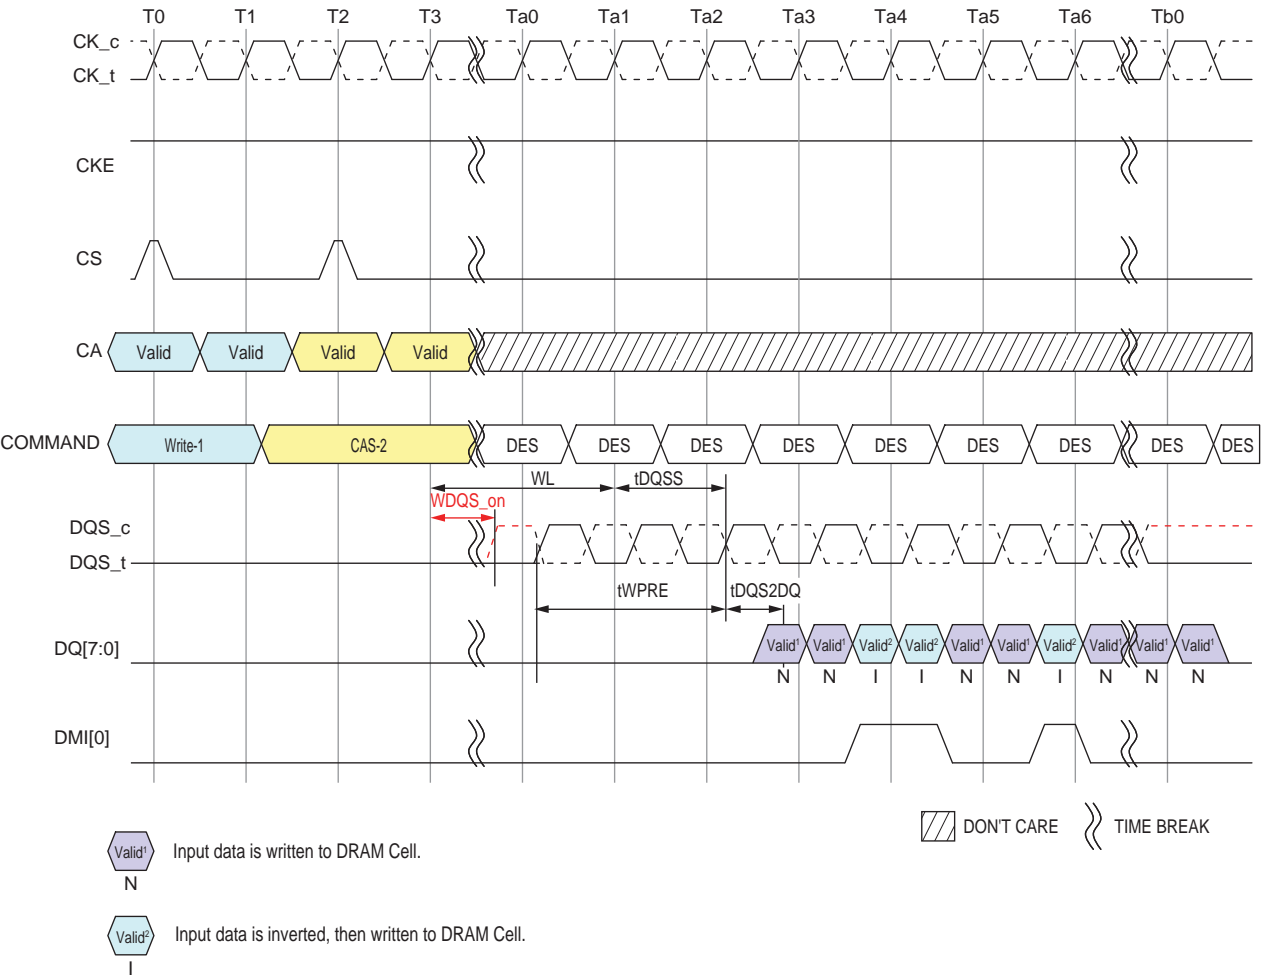 T0 T1 T2 T3 Ta0 Ta1 Ta2 Ta3 Ta4 Ta5 Ta6 Tb0
CK_c
CK_t
CKE
CS
CA Valid Valid Valid Valid
COMMAND Write-1 CAS-2 DES DES DES DES DES DES DES DES DES
WL tDQSS
WDQS_on
DQS_c
DQS_t
tWPRE tDQS2DQ
DQ[7:0] Valid¹ Valid¹ Valid² Valid² Valid¹ Valid¹ Valid² Valid¹ Valid¹ Valid¹
N N I I N N I N N N
DMI[0]
DON'T CARE TIME BREAK
Valid¹ Input data is written to DRAM Cell.
N
Valid² Input data is inverted, then written to DRAM Cell.
I